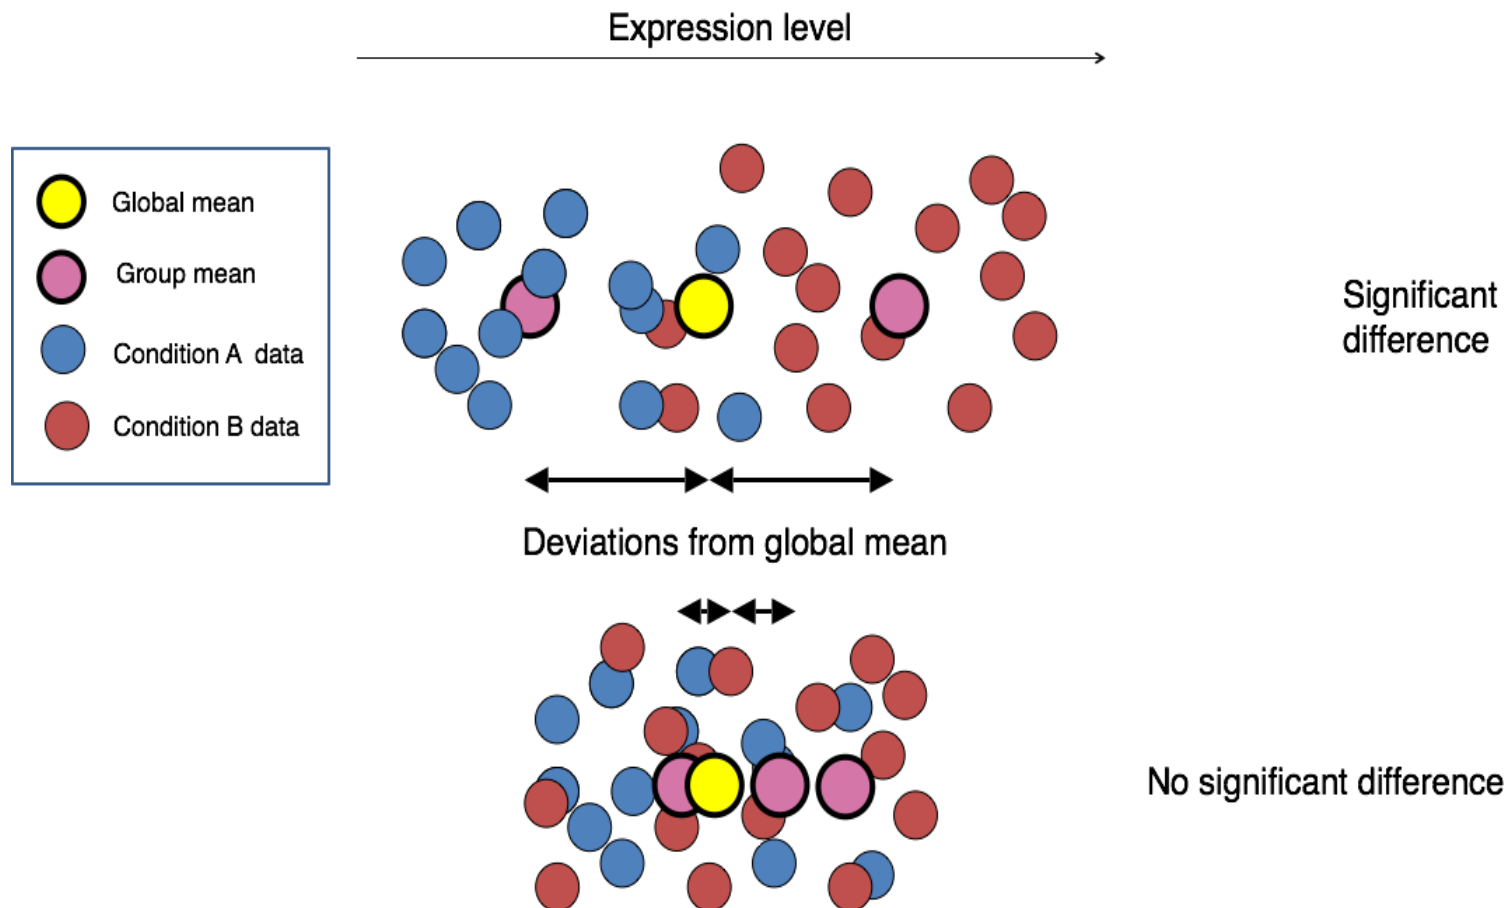 Expression level
Global mean
Group mean
Condition A data
Condition B data
Significant
difference
Deviations from global mean
No significant difference